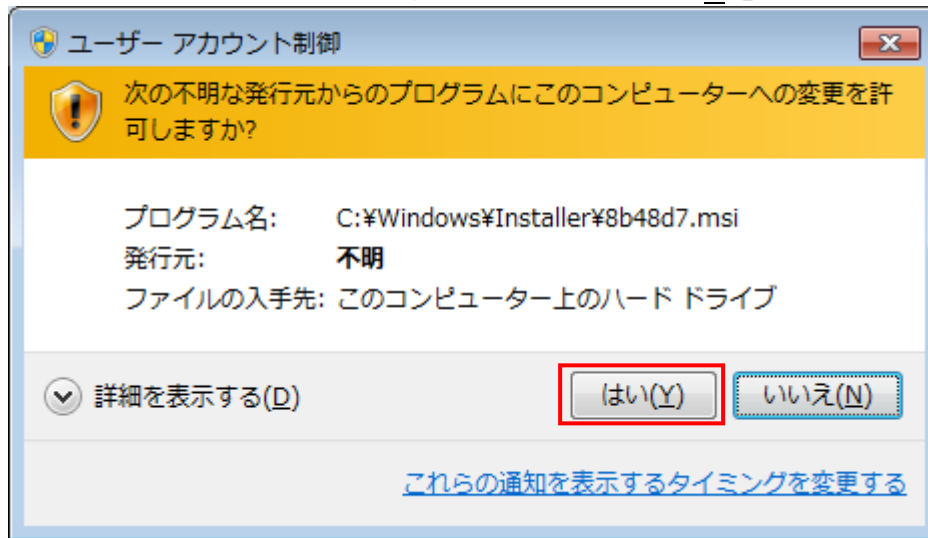 ユーザー アカウント制御
次の不明な発行元からのプログラムにこのコンピューターへの変更を許
可しますか?
プログラム名: C:¥Windows¥Installer¥8b48d7.msi
発行元: 不明
ファイルの入手先: このコンピューター上のハード ドライブ
詳細を表示する(D) はい(Y) いいえ(N)
これらの通知を表示するタイミングを変更する